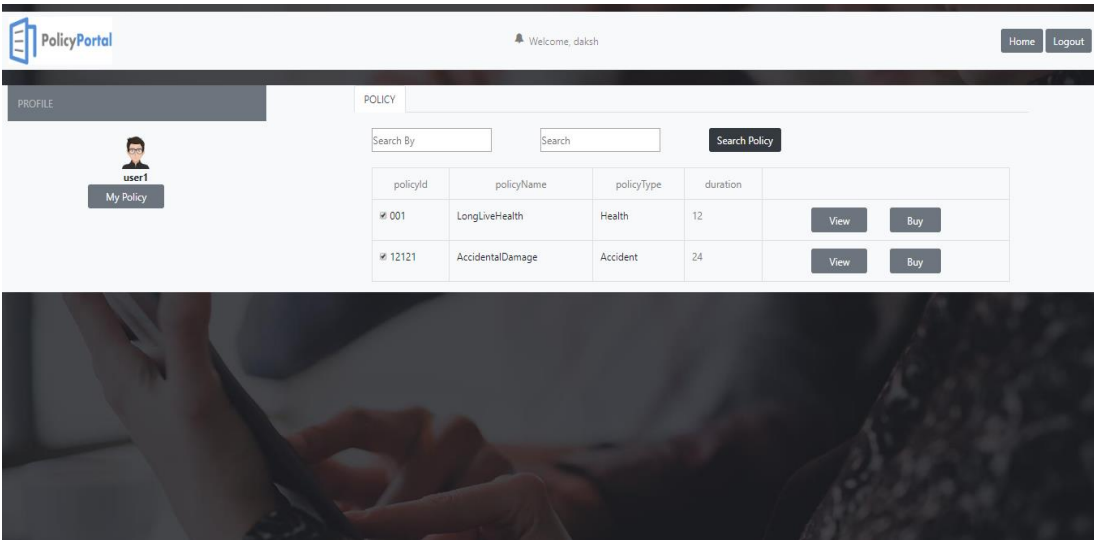 PolicyPortal
Welcome, daksh
Home Logout
PROFILE
user1
My Policy
POLICY
Search By Search Search Policy
policyId policyName policyType duration
001 LongLiveHealth Health 12 View Buy
12121 AccidentalDamage Accident 24 View Buy